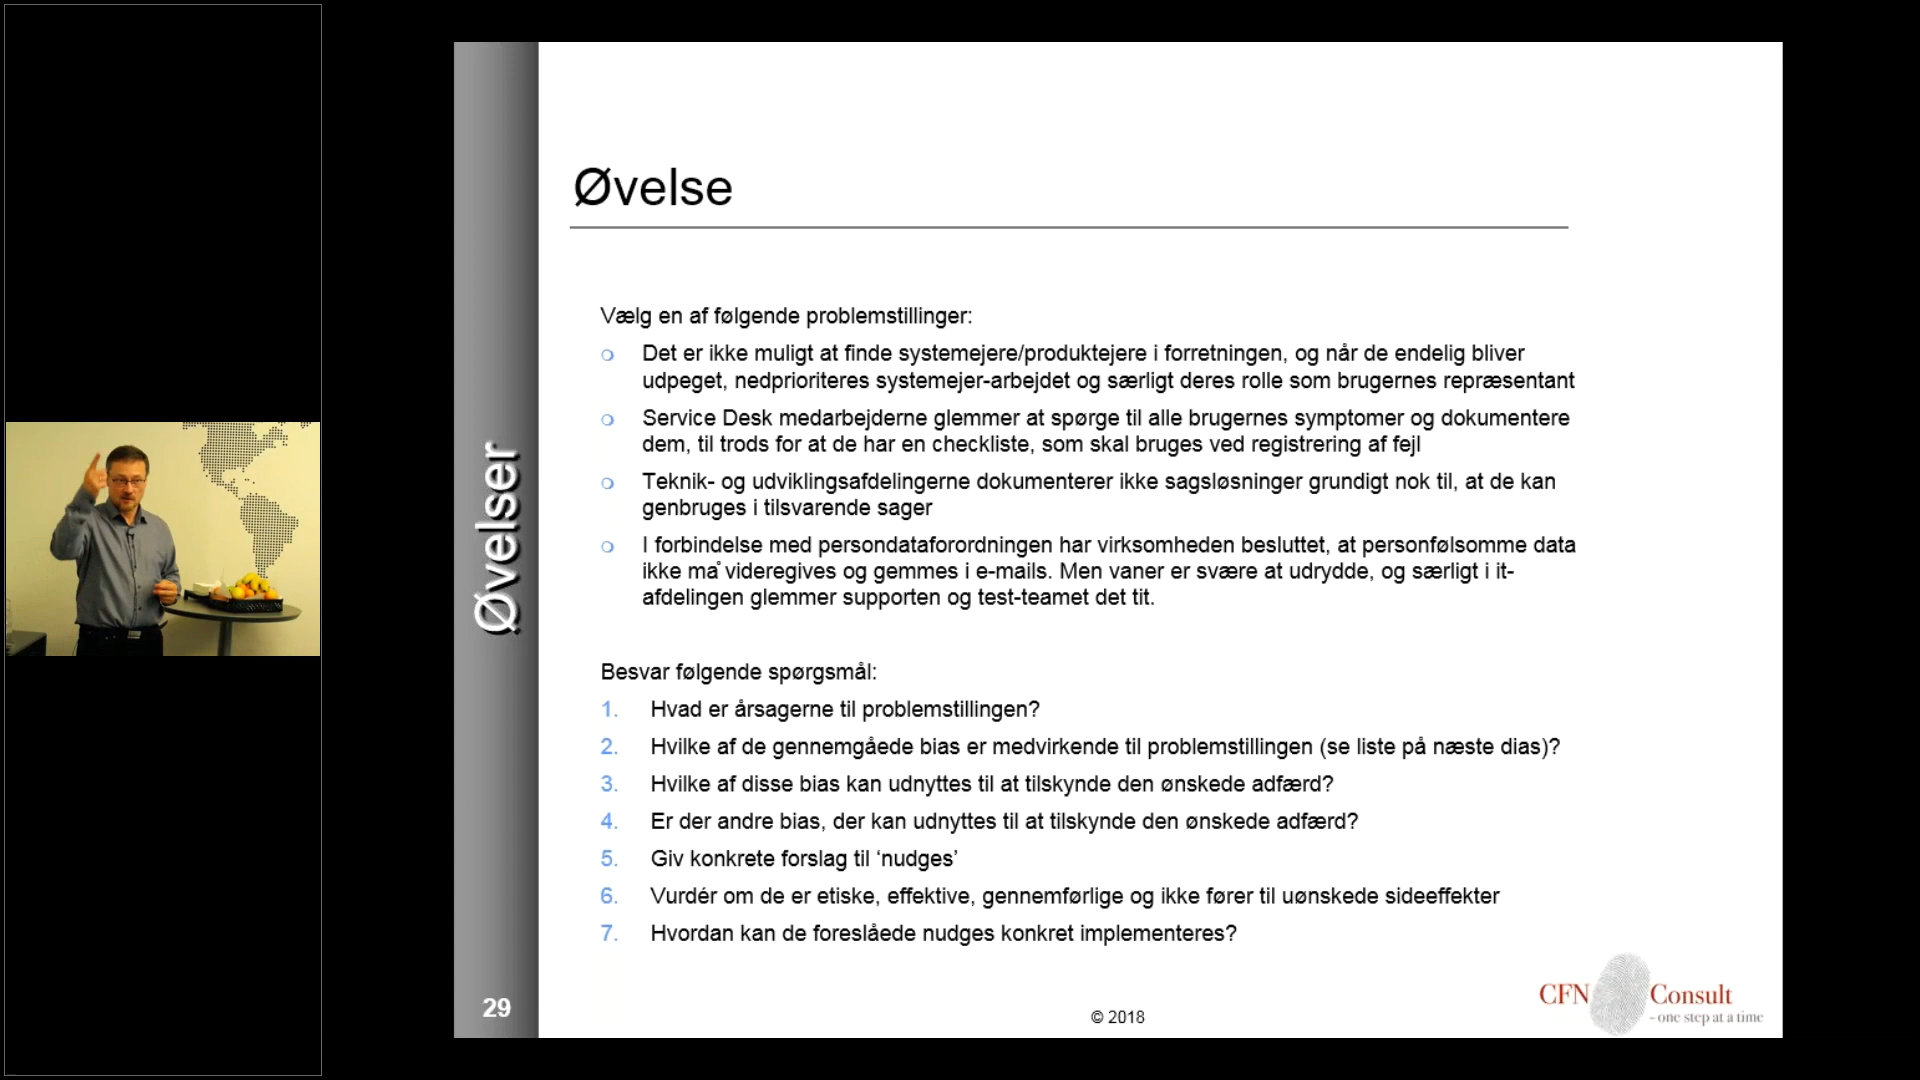 Øvelse
Vælg en af følgende problemstillinger:
Det er ikke muligt at finde systemejere/produktejere i forretningen, og når de endelig bliver
udpeget, nedprioriteres systemejer-arbejdet og særligt deres rolle som brugernes repræsentant
Service Desk medarbejderne glemmer at spørge til alle brugernes symptomer og dokumentere
dem, til trods for at de har en checkliste, som skal bruges ved registrering af fejl
Teknik- og udviklingsafdelingerne dokumenterer ikke sagsløsninger grundigt nok til, at de kan
genbruges i tilsvarende sager
I forbindelse med persondataforordningen har virksomheden besluttet, at personfølsomme data
ikke må videregives og gemmes i e-mails. Men vaner er svære at udrydde, og særligt i it-
afdelingen glemmer supporten og test-teamet det tit.
Besvar følgende spørgsmål:
1. Hvad er årsagerne til problemstillingen?
2. Hvilke af de gennemgåede bias er medvirkende til problemstillingen (se liste på næste dias)?
3. Hvilke af disse bias kan udnyttes til at tilskynde den ønskede adfærd?
4. Er der andre bias, der kan udnyttes til at tilskynde den ønskede adfærd?
5. Giv konkrete forslag til ‘nudges’
6. Vurdér om de er etiske, effektive, gennemførlige og ikke fører til uønskede sideeffekter
7. Hvordan kan de foreslåede nudges konkret implementeres?
Øvelser
29
© 2018
CFN Consult
- one step at a time